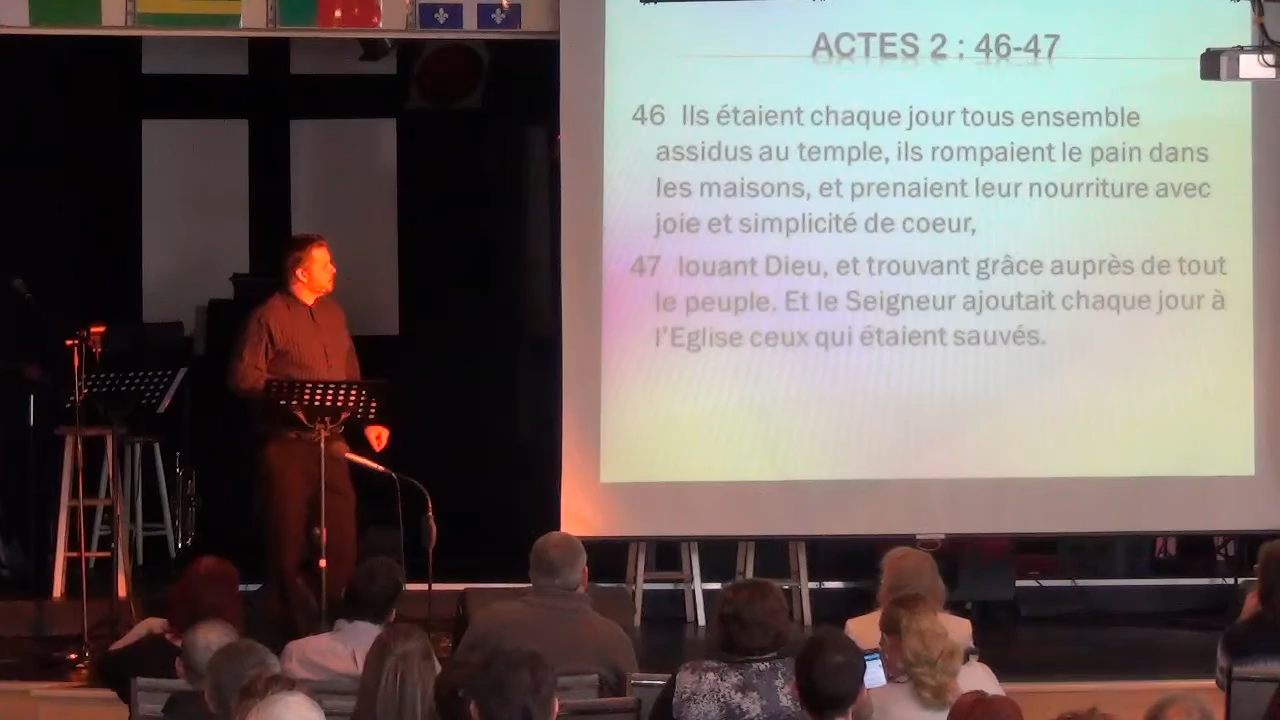 ACTES 2 : 46-47
46 Ils étaient chaque jour tous ensemble
assidus au temple, ils rompaient le pain dans
les maisons, et prenaient leur nourriture avec
joie et simplicité de coeur,
47 louant Dieu, et trouvant grâce auprès de tout
le peuple. Et le Seigneur ajoutait chaque jour à
l'Eglise ceux qui étaient sauvés.